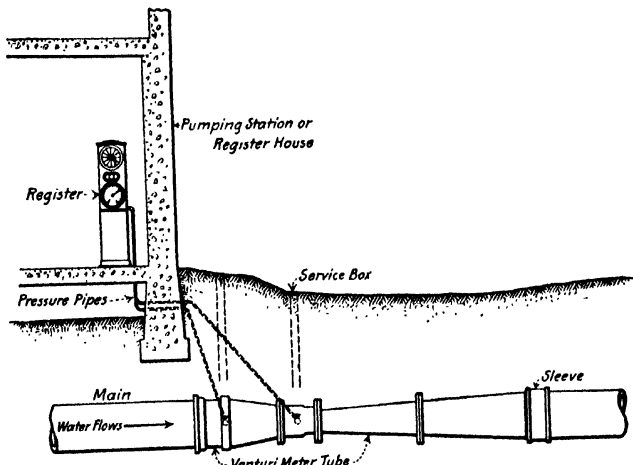 Pumping Station or
Register House
Register
Service Box
Pressure Pipes
Main
Sleeve
Water Flows
Venturi Meter Tube